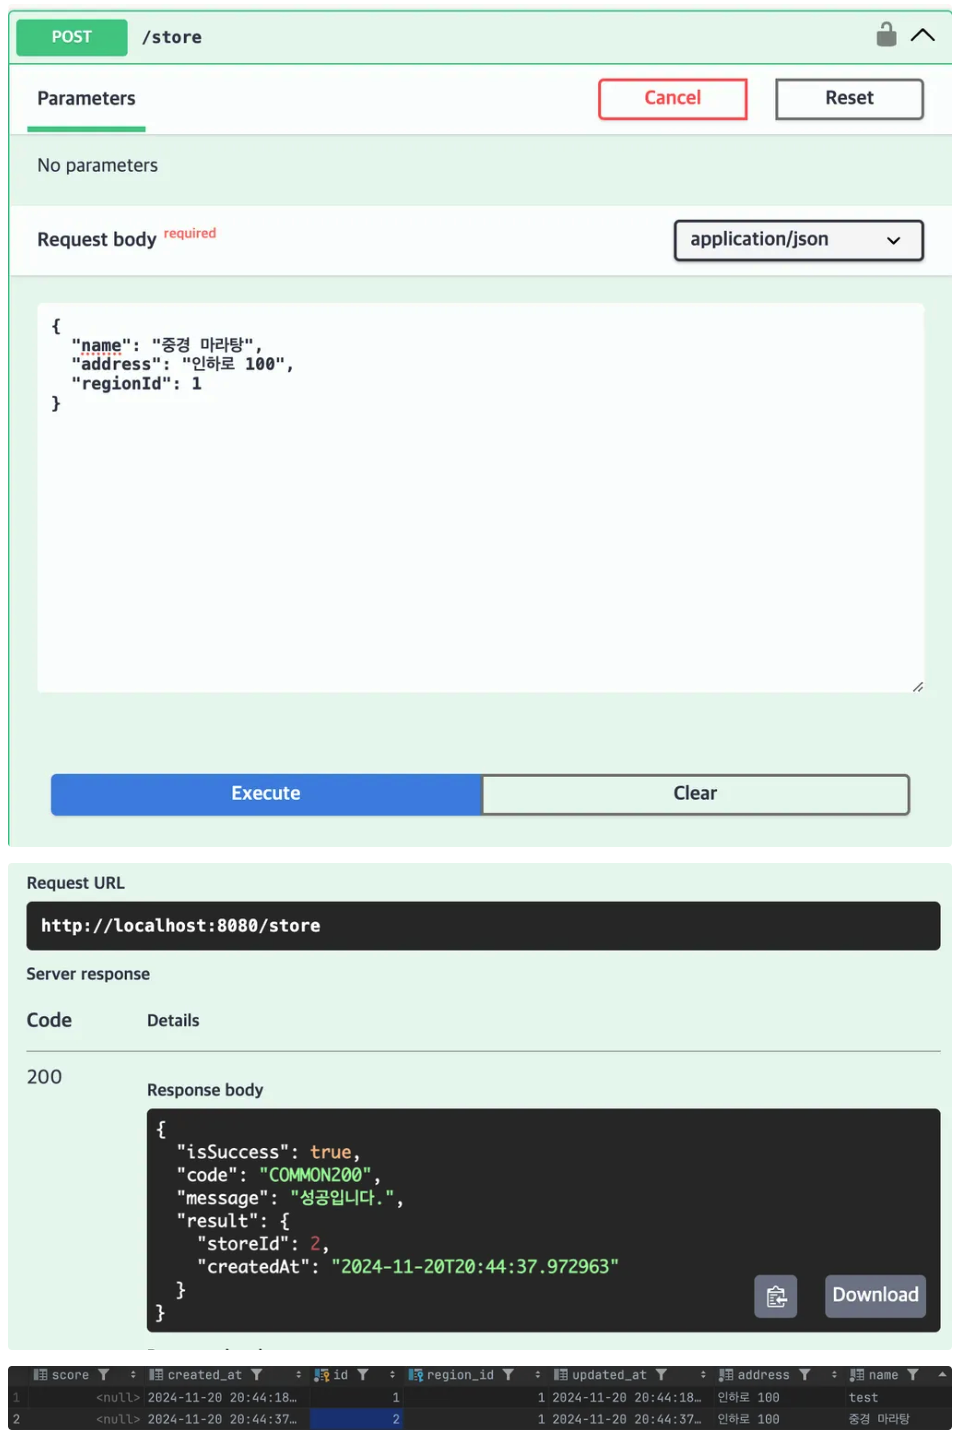 POST /store
Parameters Cancel Reset
No parameters
Request body required application/json
{
"name": "중경 마라탕",
"address": "인하로 100",
"regionId": 1
}
Execute Clear
Request URL
http://localhost:8080/store
Server response
Code Details
200
Response body
{
"isSuccess": true,
"code": "COMMON200",
"message": "성공입니다.",
"result": {
"storeId": 2,
"createdAt": "2024-11-20T20:44:37.972963"
}
}
Download
score created_at id region_id updated_at address name
1 <null> 2024-11-20 20:44:18… 1 1 2024-11-20 20:44:18… 인하로 100 test
2 <null> 2024-11-20 20:44:37… 2 1 2024-11-20 20:44:37… 인하로 100 중경 마라탕